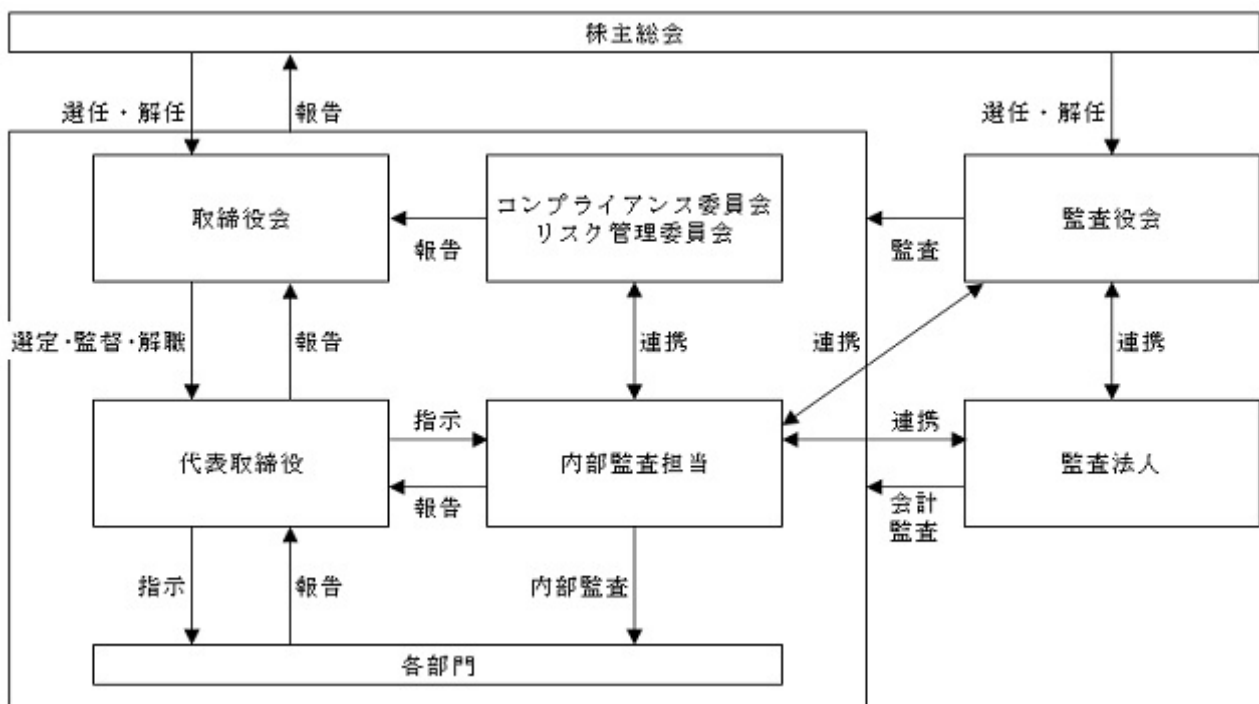 株主総会
選任・解任
報告
選任・解任
取締役会
コンプライアンス委員会
リスク管理委員会
監査役会
報告
監査
選定・監督・解職
報告
連携
連携
連携
代表取締役
指示
報告
内部監査担当
連携
会計
監査
監査法人
指示
報告
内部監査
各部門